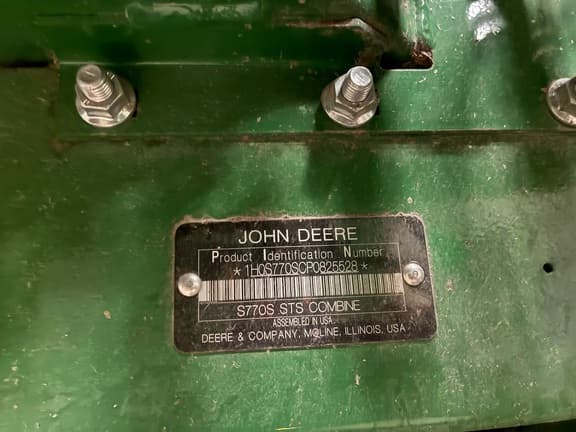 JOHN DEERE
Product Identification Number
*1H0S770SCP0825528*
S770S STS COMBINE
ASSEMBLED IN USA
DEERE & COMPANY, MOLINE, ILLINOIS, USA